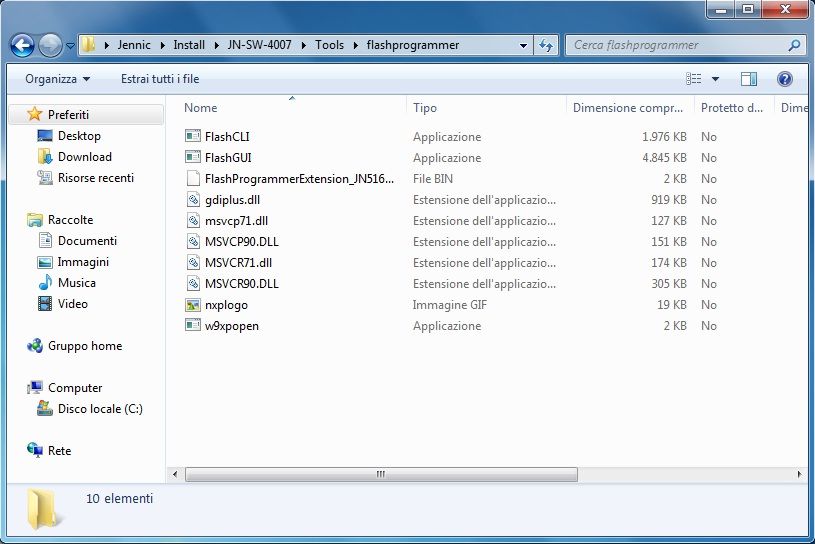 Jennic Install JN-SW-4007 Tools flashprogrammer
Cerca flashprogrammer
Organizza Estrai tutti i file
Preferiti
Desktop
Download
Risorse recenti
Raccolte
Documenti
Immagini
Musica
Video
Gruppo home
Computer
Disco locale (C:)
Rete
Nome Tipo Dimensione compr... Protetto d... Dime
FlashCLI Applicazione 1.976 KB No
FlashGUI Applicazione 4.845 KB No
FlashProgrammerExtension_JN516... File BIN 2 KB No
gdiplus.dll Estensione dell'applicazio... 919 KB No
msvcp71.dll Estensione dell'applicazio... 127 KB No
MSVCP90.DLL Estensione dell'applicazio... 151 KB No
MSVCR71.dll Estensione dell'applicazio... 174 KB No
MSVCR90.DLL Estensione dell'applicazio... 305 KB No
nxplogo Immagine GIF 19 KB No
w9xpopen Applicazione 2 KB No
10 elementi